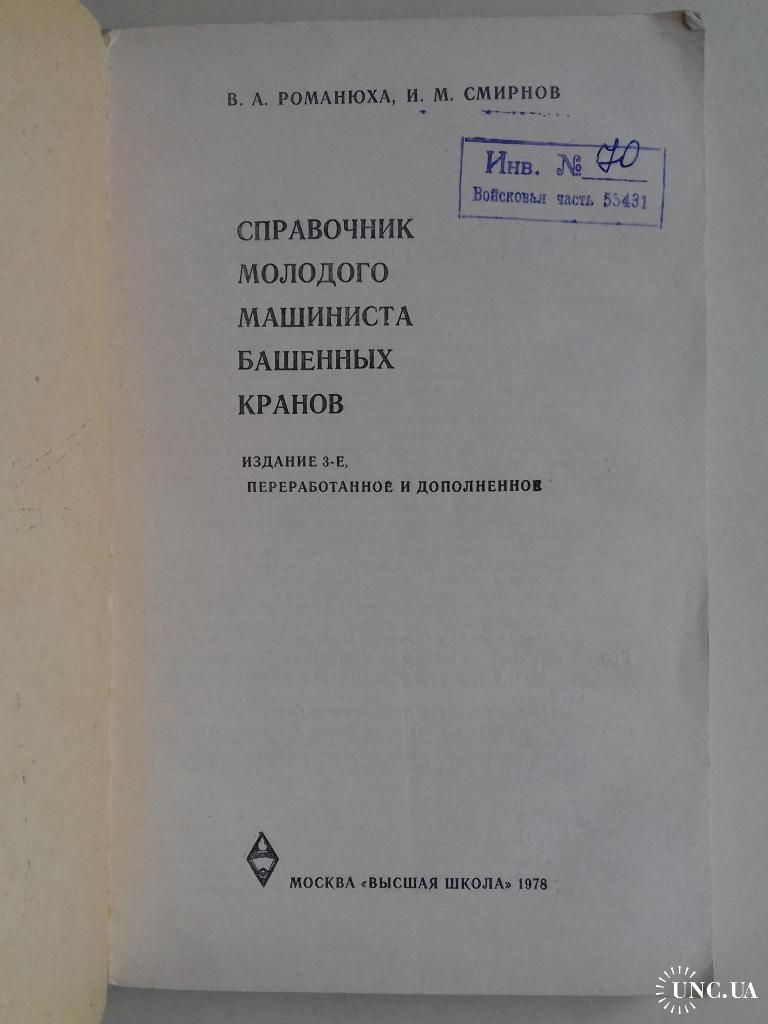 В. А. РОМАНЮХА, И. М. СМИРНОВ
Инв. № 70
Войсковая часть 55431
СПРАВОЧНИК
МОЛОДОГО
МАШИНИСТА
БАШЕННЫХ
КРАНОВ
ИЗДАНИЕ 3-Е,
ПЕРЕРАБОТАННОЕ И ДОПОЛНЕННОЕ
МОСКВА «ВЫСШАЯ ШКОЛА» 1978
UNC.UA